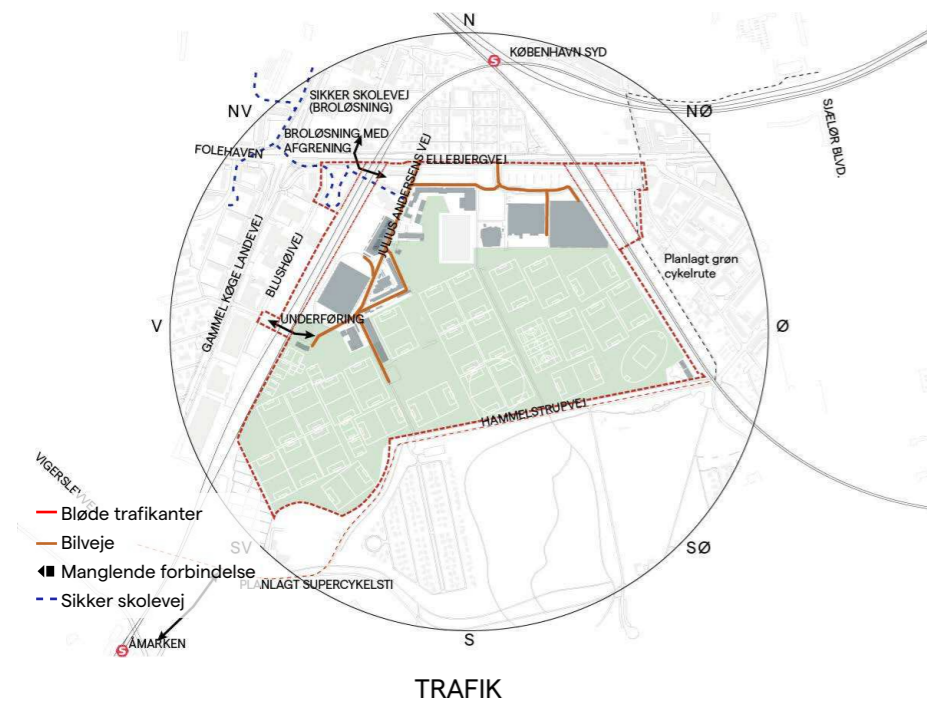 N
KØBENHAVN SYD
S
NV
SIKKER SKOLEVEJ
(BROLØSNING)
NØ
SJÆLØR BLVD.
BROLØSNING MED
AFGRENING
FOLEHAVEN
ELLEBJERGVEJ
JULIUS ANDERSENS VEJ
GAMMEL KØGE LANDEVEJ
BLUSHØJVEJ
Planlagt grøn
cykelrute
V
UNDERFØRING
Ø
HAMMELSTRUPVEJ
Bløde trafikanter
Bilveje
SV
SØ
Manglende forbindelse
PLANLAGT SUPERCYKELSTI
Sikker skolevej
S
ÅMARKEN
S
TRAFIK